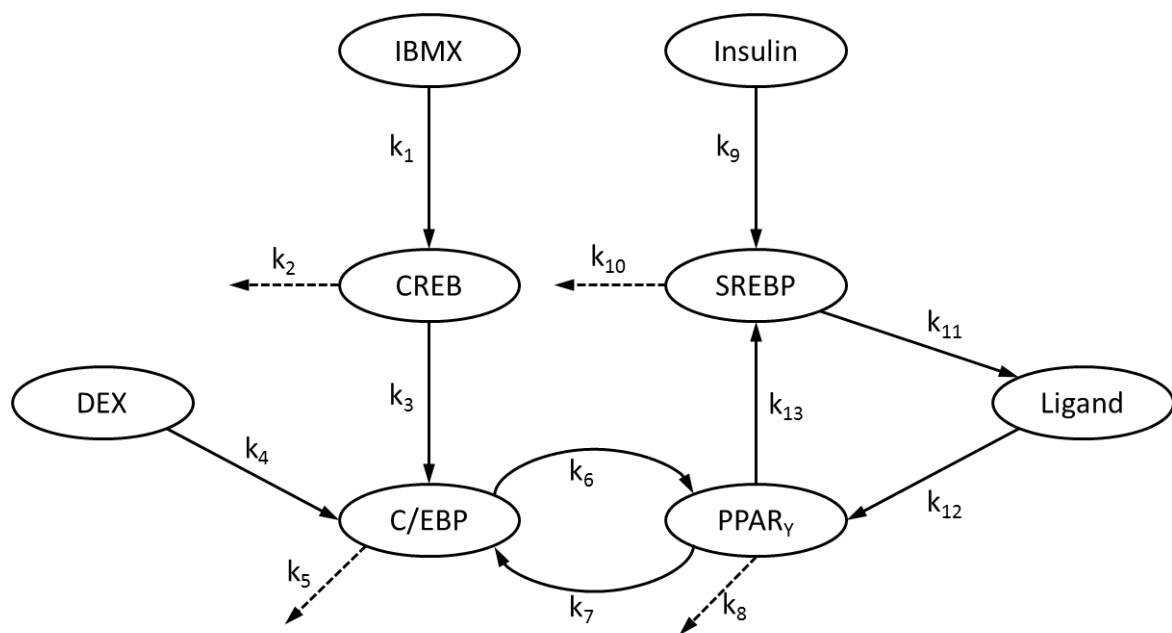 IBMX
Insulin
k₁
k₉
k₂
CREB
k₁₀
SREBP
k₁₁
DEX
k₃
k₁₃
Ligand
k₄
k₆
k₁₂
C/EBP
PPARᵧ
k₅
k₇
k₈